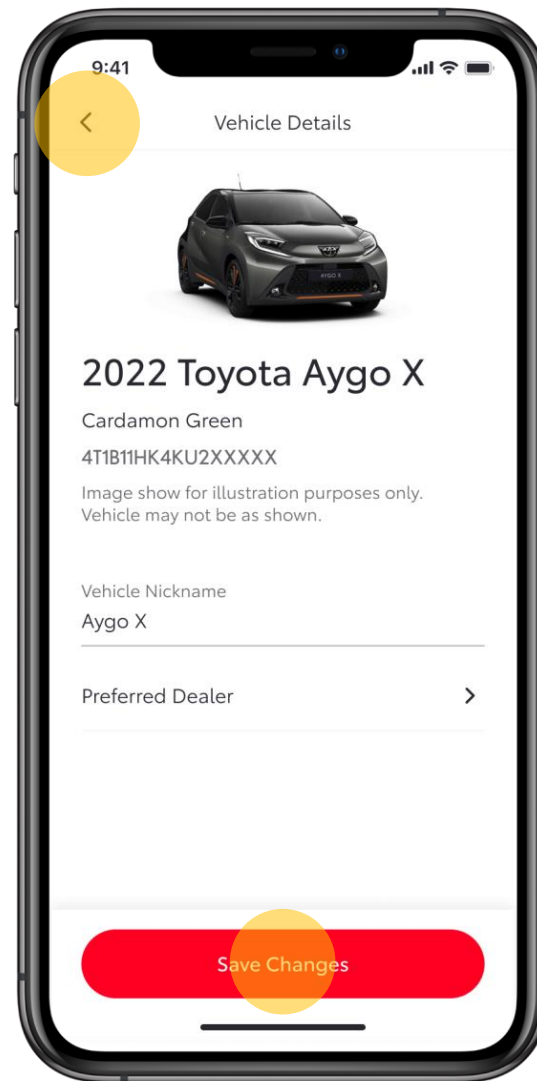 9:41
Vehicle Details
AYGO X
2022 Toyota Aygo X
Cardamon Green
4T1B11HK4KU2XXXXX
Image show for illustration purposes only.
Vehicle may not be as shown.
Vehicle Nickname
Aygo X
Preferred Dealer
Save Changes